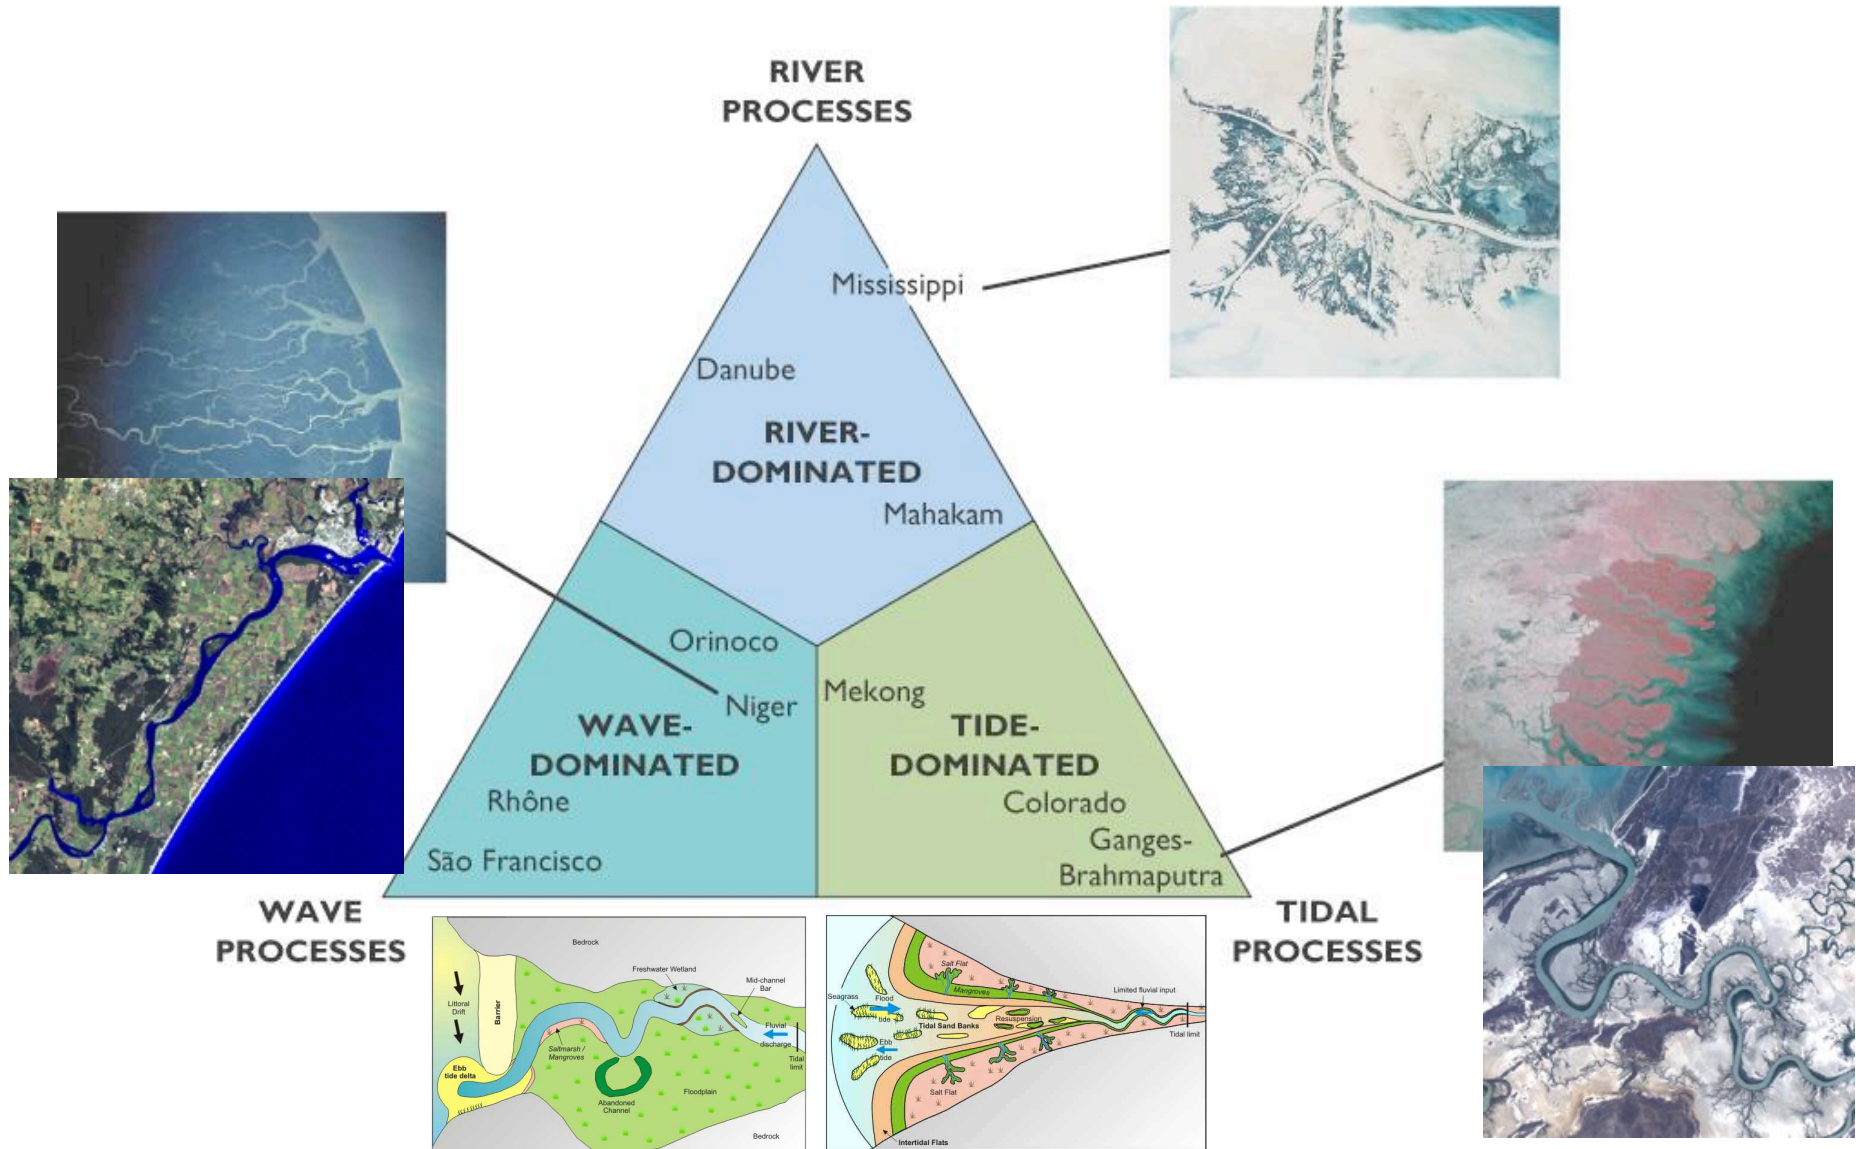 RIVER
PROCESSES
Mississippi
Danube
RIVER-
DOMINATED
Mahakam
Orinoco
Niger
WAVE-
DOMINATED
Rhône
São Francisco
Mekong
TIDE-
DOMINATED
Colorado
Ganges-
Brahmaputra
WAVE
PROCESSES
TIDAL
PROCESSES
Bedrock
Freshwater Wetland
Mid-channel
Bar
Littoral
Drift
Barrier
Fluvial
discharge
Saltmarsh /
Mangroves
Tidal
limit
Ebb
tide delta
Abandoned
Channel
Floodplain
Bedrock
Salt Flat
Mangroves
Limited fluvial input
Seagrass
Flood
tide
Tidal Sand Banks
Resuspension
Tidal limit
Ebb
tide
Salt Flat
Intertidal Flats